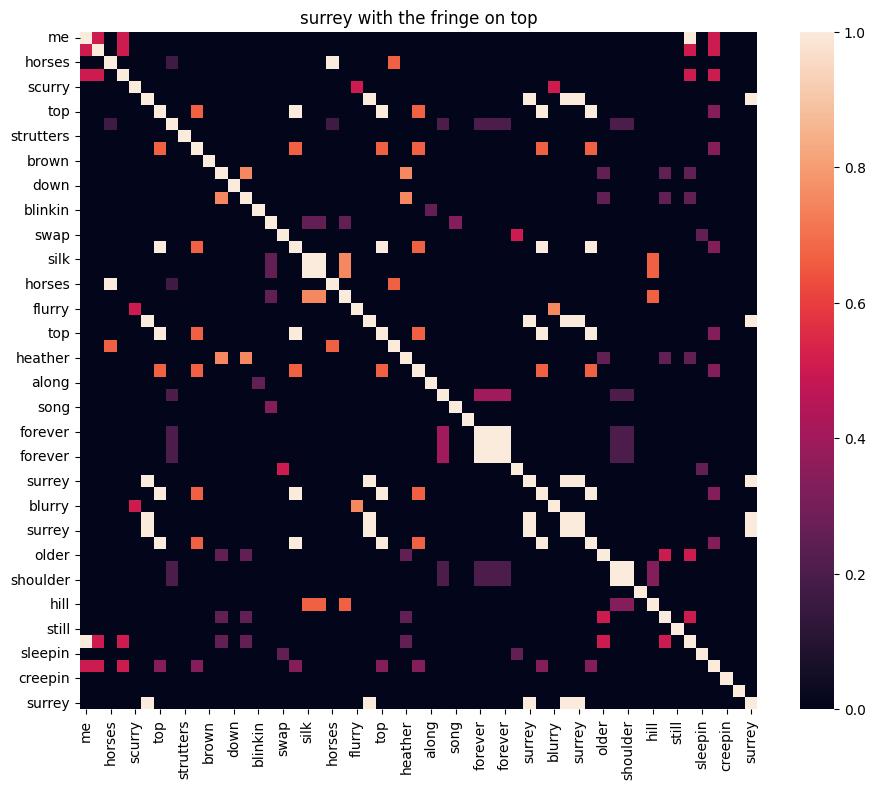 surrey with the fringe on top
me
horses
scurry
top
strutters
brown
down
blinkin
swap
silk
horses
flurry
top
heather
along
song
forever
forever
surrey
blurry
surrey
older
shoulder
hill
still
sleepin
creepin
surrey
1.0
0.8
0.6
0.4
0.2
0.0
me
horses
scurry
top
strutters
brown
down
blinkin
swap
silk
horses
flurry
top
heather
along
song
forever
forever
surrey
blurry
surrey
older
shoulder
hill
still
sleepin
creepin
surrey